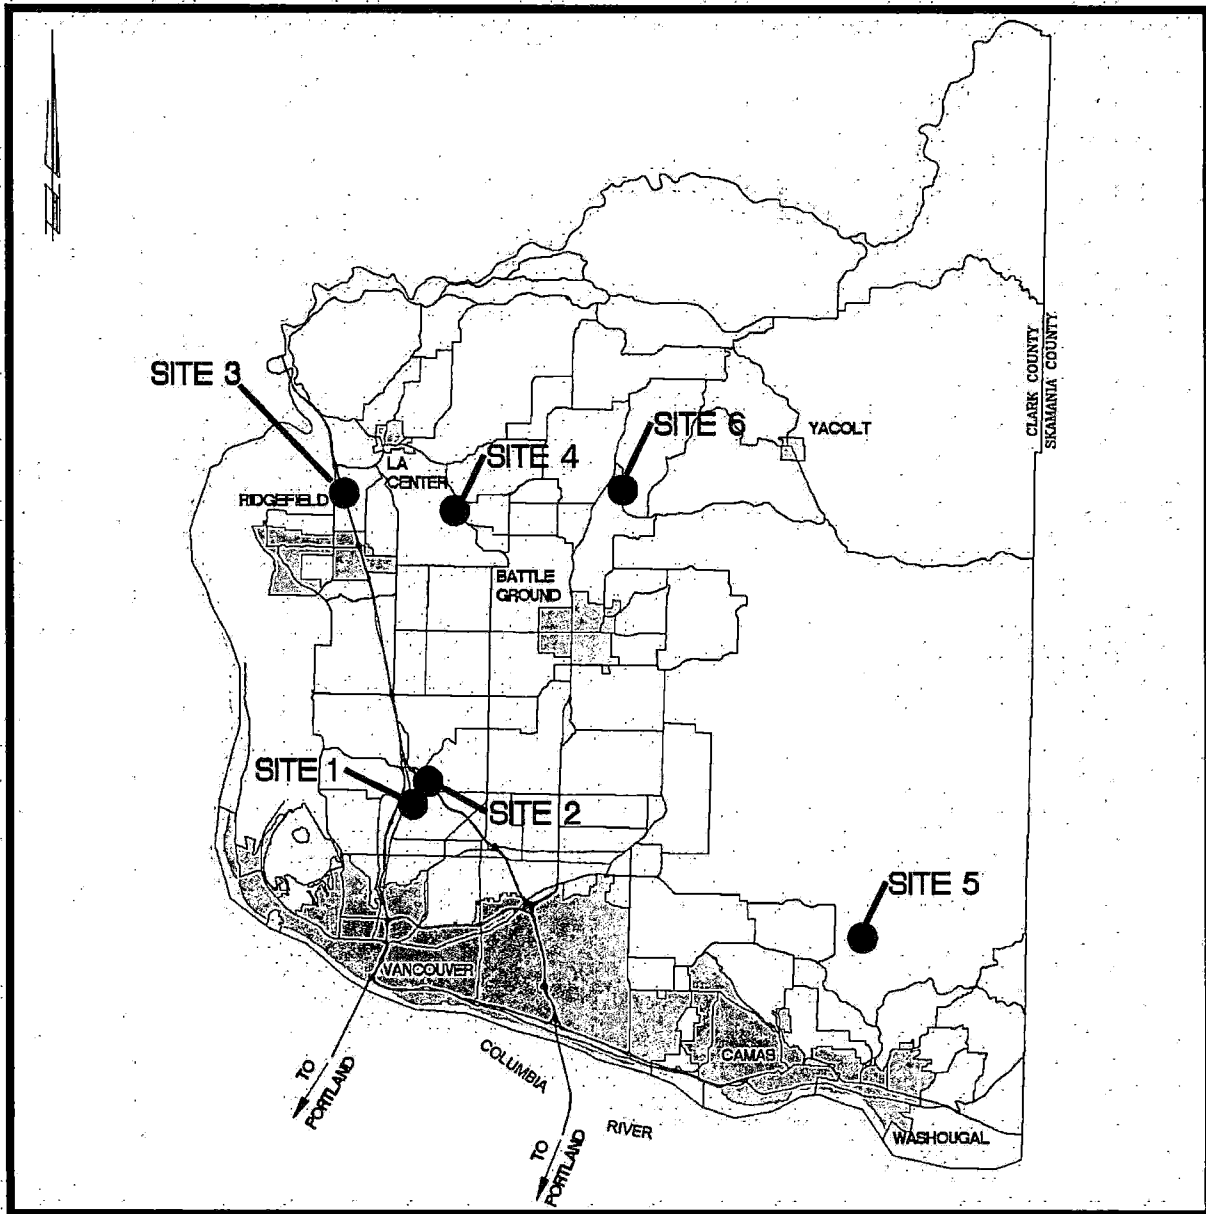 N
CLARK COUNTY
SKAMANIA COUNTY
SITE 3
SITE 6
YACOLT
SITE 4
LA
CENTER
RIDGEFIELD
BATTLE
GROUND
SITE 1
SITE 2
SITE 5
VANCOUVER
CAMAS
COLUMBIA
RIVER
TO
PORTLAND
TO
PORTLAND
WASHOUGAL